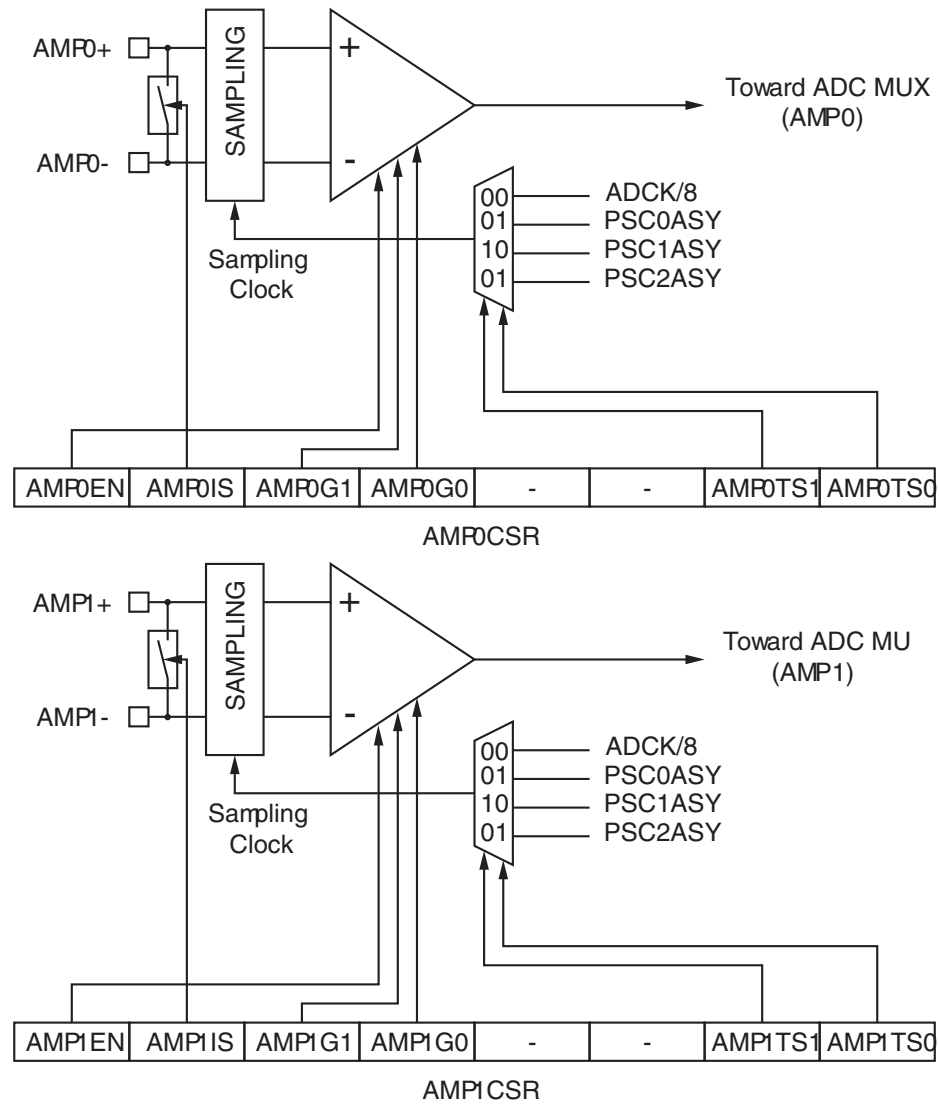 AMP0+
AMP0-
SAMPLING
+
-
Toward ADC MUX
(AMP0)
00 ADCK/8
01 PSC0ASY
10 PSC1ASY
01 PSC2ASY
Sampling
Clock
AMP0EN AMP0IS AMP0G1 AMP0G0 - - AMP0TS1 AMP0TS0
AMP0CSR
AMP1+
AMP1-
SAMPLING
+
-
Toward ADC MU
(AMP1)
00 ADCK/8
01 PSC0ASY
10 PSC1ASY
01 PSC2ASY
Sampling
Clock
AMP1EN AMP1IS AMP1G1 AMP1G0 - - AMP1TS1 AMP1TS0
AMP1CSR